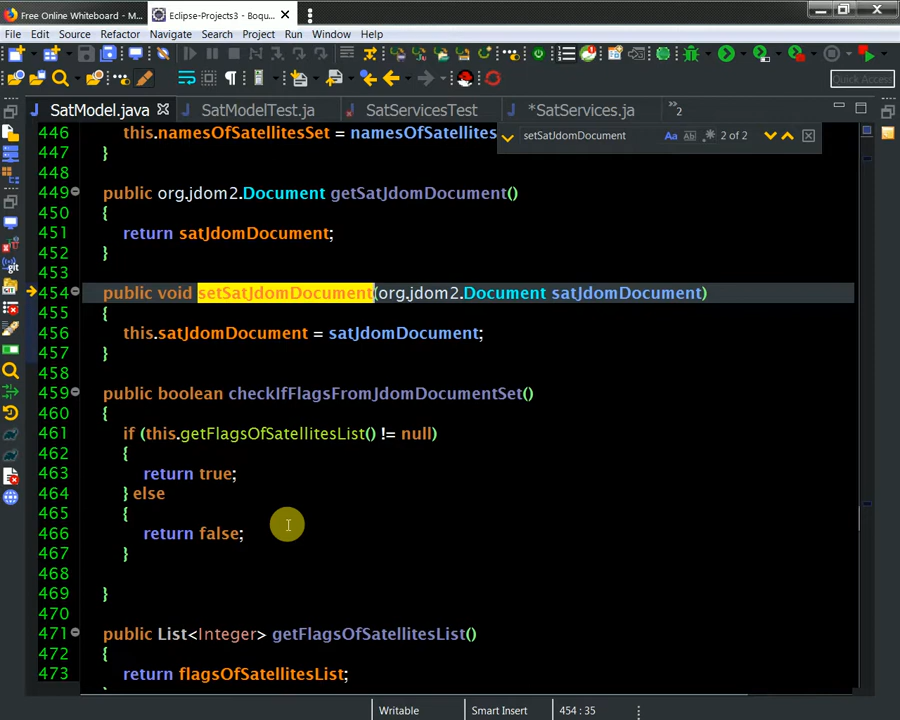 Free Online Whiteboard - M...
Eclipse-Projects3 - Boqu...
File Edit Source Refactor Navigate Search Project Run Window Help
Quick Access
SatModel.java
SatModelTest.ja
SatServicesTest
*SatServices.ja
»2
setSatJdomDocument
Aa
2 of 2
446 this.namesOfSatellitesSet = namesOfSatellites
447 }
448
449 public org.jdom2.Document getSatJdomDocument()
450 {
451 return satJdomDocument;
452 }
453
454 public void setSatJdomDocument(org.jdom2.Document satJdomDocument)
455 {
456 this.satJdomDocument = satJdomDocument;
457 }
459 public boolean checkIfFlagsFromJdomDocumentSet()
460 {
461 if (this.getFlagsOfSatellitesList() != null)
462 {
463 return true;
464 } else
465 {
466 return false;
467 }
468
469 }
470
471 public List<Integer> getFlagsOfSatellitesList()
472 {
473 return flagsOfSatellitesList;
Writable Smart Insert 454 : 35